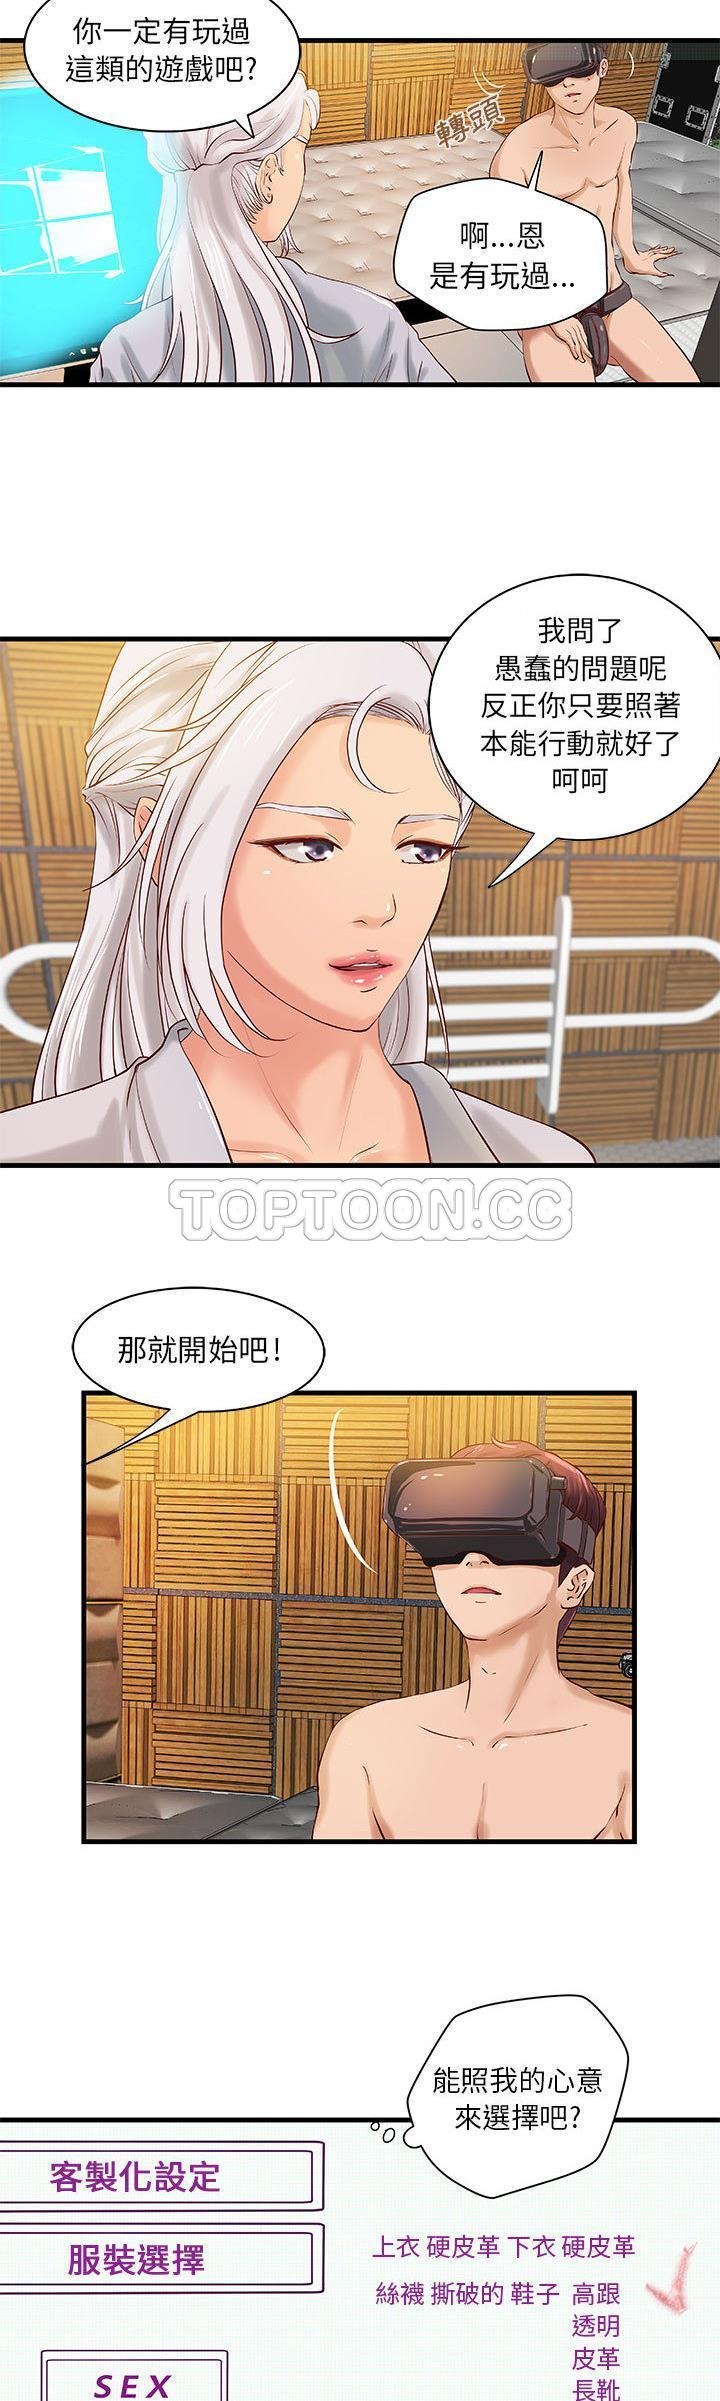 你一定有玩過
這類的遊戲吧?
轉頭
啊...恩
是有玩過...
我問了
愚蠢的問題呢
反正你只要照著
本能行動就好了
呵呵
TOPTOON.CC
那就開始吧!
能照我的心意
來選擇吧?
客製化設定
服裝選擇
上衣 硬皮革 下衣 硬皮革
絲襪 撕破的 鞋子 高跟
透明
皮革
長靴
SEX